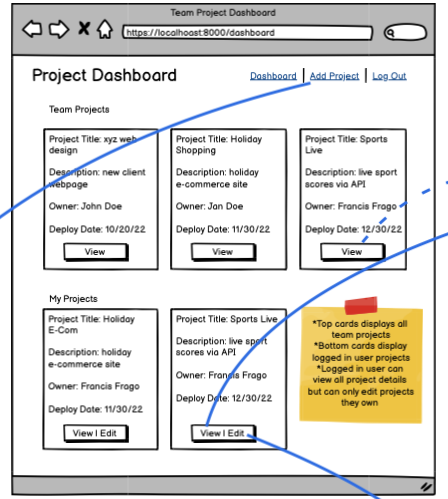 Team Project Dashboard
https://localhoast:8000/dashboard
Project Dashboard
Dashboard | Add Project | Log Out
Team Projects
Project Title: xyz web
design
Description: new client
webpage
Owner: John Doe
Deploy Date: 10/20/22
View
Project Title: Holiday
Shopping
Description: holiday
e-commerce site
Owner: Jan Doe
Deploy Date: 11/30/22
View
Project Title: Sports
Live
Description: live sport
scores via API
Owner: Francis Frago
Deploy Date: 12/30/22
View
My Projects
Project Title: Holiday
E-Com
Description: holiday
e-commerce site
Owner: Francis Frago
Deploy Date: 11/30/22
View | Edit
Project Title: Sports Live
Description: live sport
scores via API
Owner: Francis Frago
Deploy Date: 12/30/22
View | Edit
*Top cards displays all
team projects
*Bottom cards display
logged in user projects
*Logged in user can
view all project details
but can only edit projects
they own